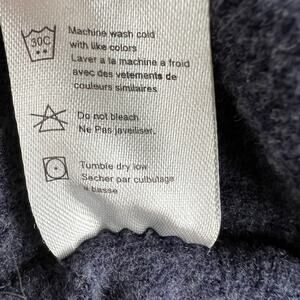 30C
Machine wash cold
with like colors
Laver a la machine a froid
avec des vetements de
couleurs similaires
Do not bleach
Ne Pas javelliser.
Tumble dry low
Secher par culbutage
a basse